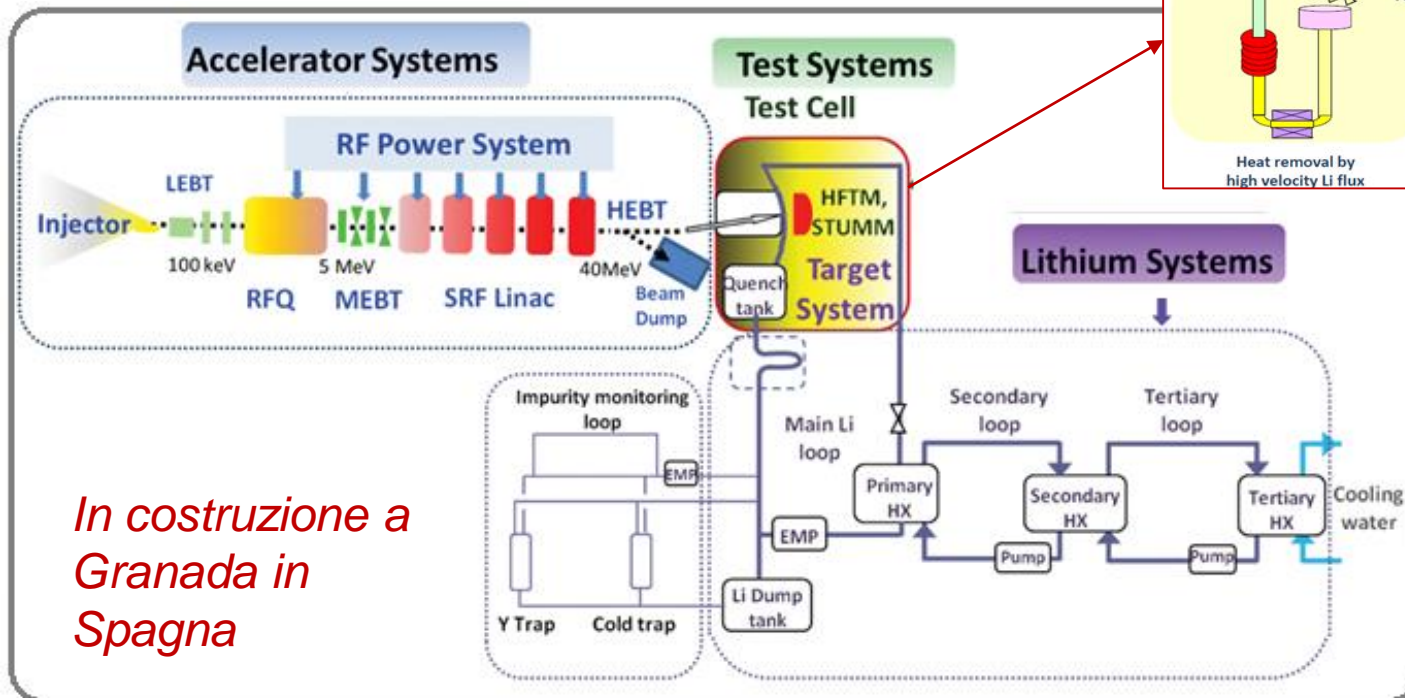 Heat removal by
high velocity Li flux
Accelerator Systems
RF Power System
LEBT
Injector
100 keV
RFQ
5 MeV
MEBT
SRF Linac
40MeV
HEBT
Beam
Dump
Test Systems
Test Cell
HFTM,
STUMM
Target
System
Quench
tank
Lithium Systems
Impurity monitoring
loop
EMP
Y Trap
Cold trap
Main Li
loop
Primary
HX
EMP
Li Dump
tank
Secondary
loop
Secondary
HX
Pump
Tertiary
loop
Tertiary
HX
Pump
Cooling
water
In costruzione a
Granada in
Spagna